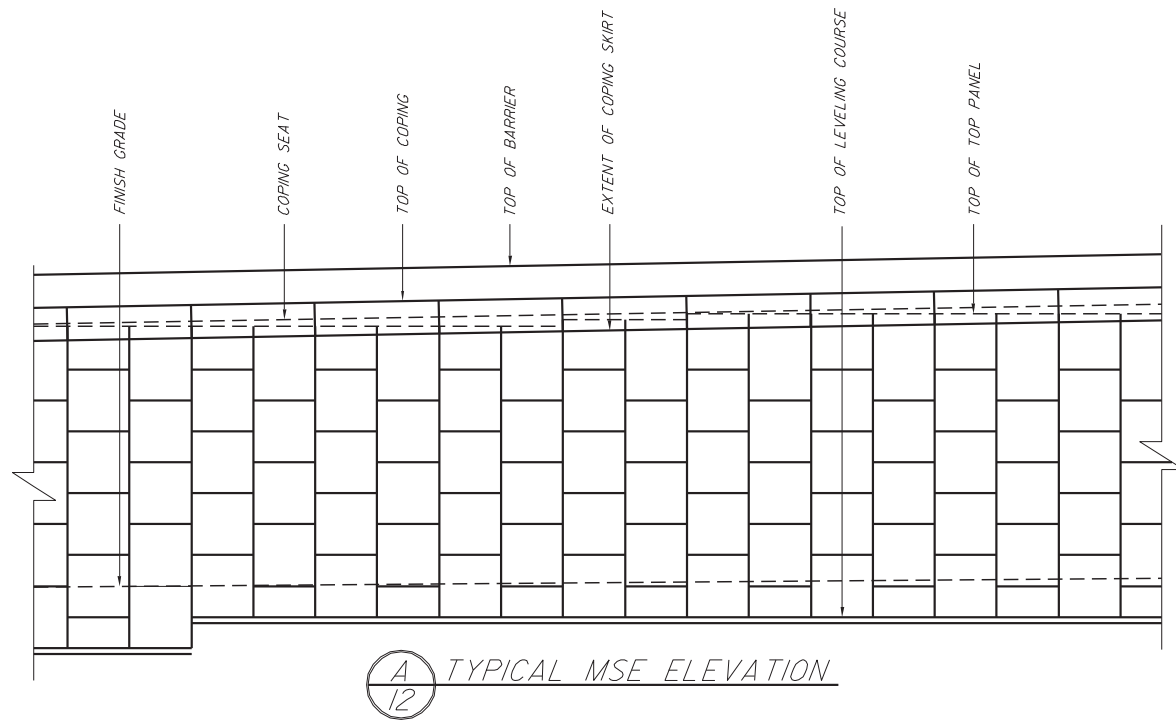 FINISH GRADE
COPING SEAT
TOP OF COPING
TOP OF BARRIER
EXTENT OF COPING SKIRT
TOP OF LEVELING COURSE
TOP OF TOP PANEL
A
12
TYPICAL MSE ELEVATION